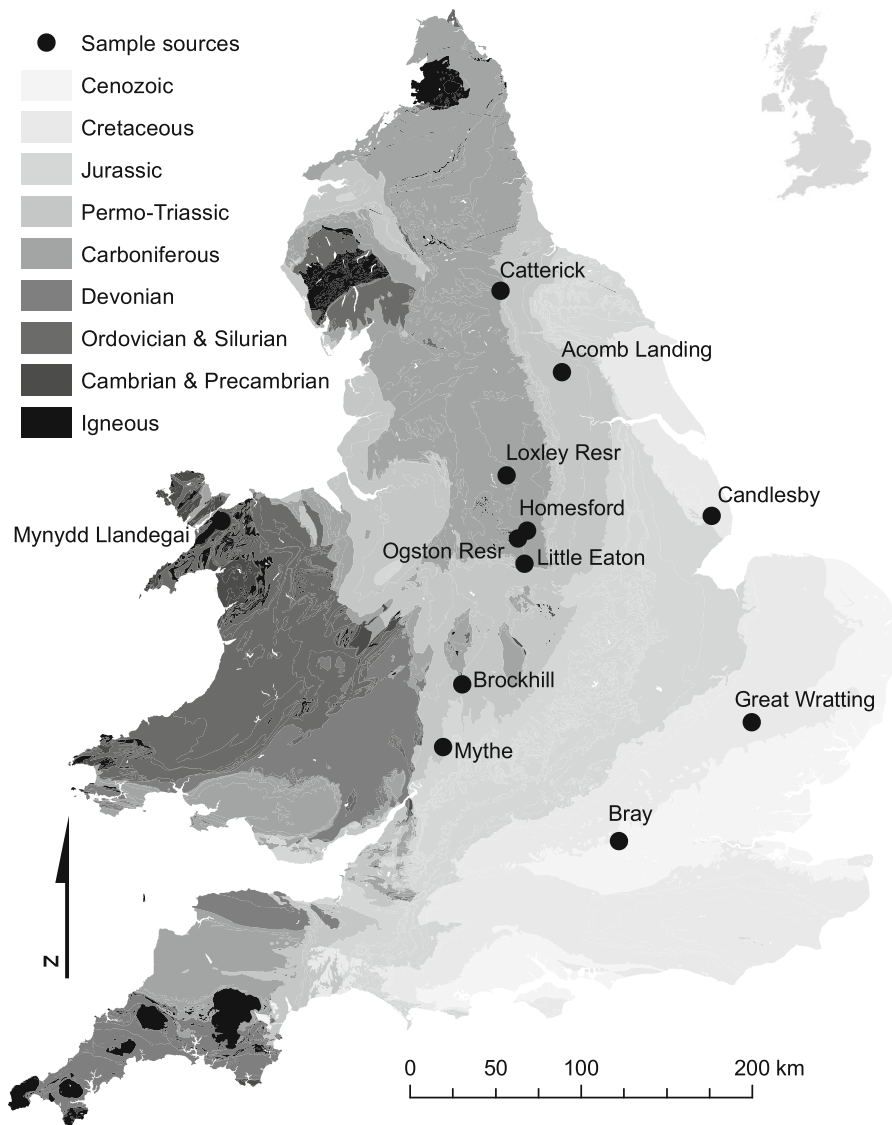 Sample sources
Cenozoic
Cretaceous
Jurassic
Permo-Triassic
Carboniferous
Devonian
Ordovician & Silurian
Cambrian & Precambrian
Igneous
Catterick
Acomb Landing
Loxley Resr
Candlesby
Homesford
Mynydd Llandegai
Ogston Resr
Little Eaton
Brockhill
Great Wratting
Mythe
Bray
N
0 50 100 200 km